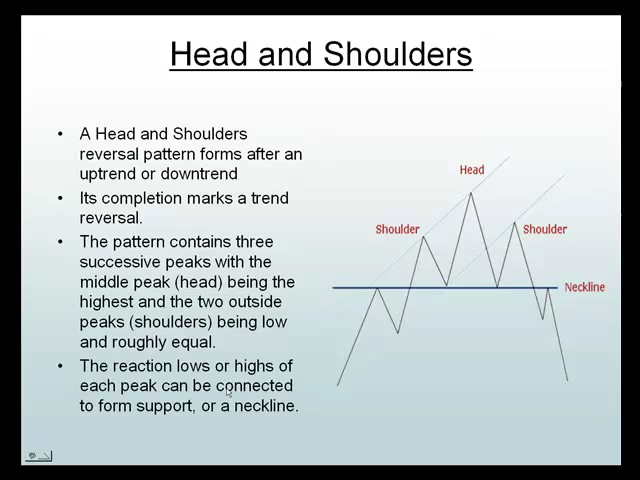 Head and Shoulders
• A Head and Shoulders
reversal pattern forms after an
uptrend or downtrend
• Its completion marks a trend
reversal.
• The pattern contains three
successive peaks with the
middle peak (head) being the
highest and the two outside
peaks (shoulders) being low
and roughly equal.
• The reaction lows or highs of
each peak can be connected
to form support, or a neckline.
Head
Shoulder
Shoulder
Neckline